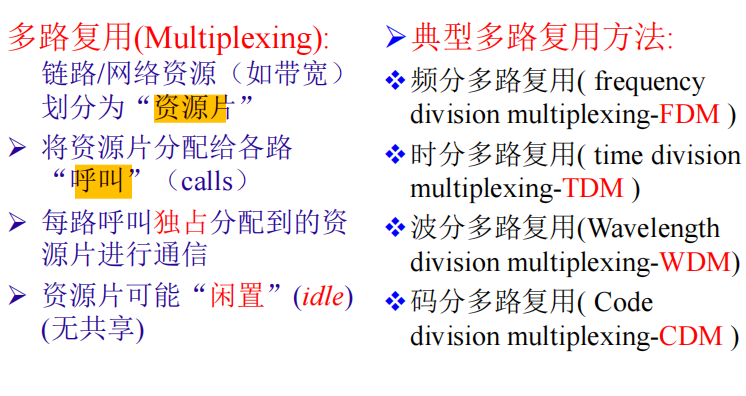 多路复用(Multiplexing):
链路/网络资源（如带宽）
划分为“资源片”
➢ 将资源片分配给各路
“呼叫”（calls）
➢ 每路呼叫独占分配到的资
源片进行通信
➢ 资源片可能“闲置”(idle)
(无共享)
➢典型多路复用方法:
❖频分多路复用( frequency
division multiplexing-FDM )
❖时分多路复用( time division
multiplexing-TDM )
❖波分多路复用(Wavelength
division multiplexing-WDM)
❖码分多路复用( Code
division multiplexing-CDM )